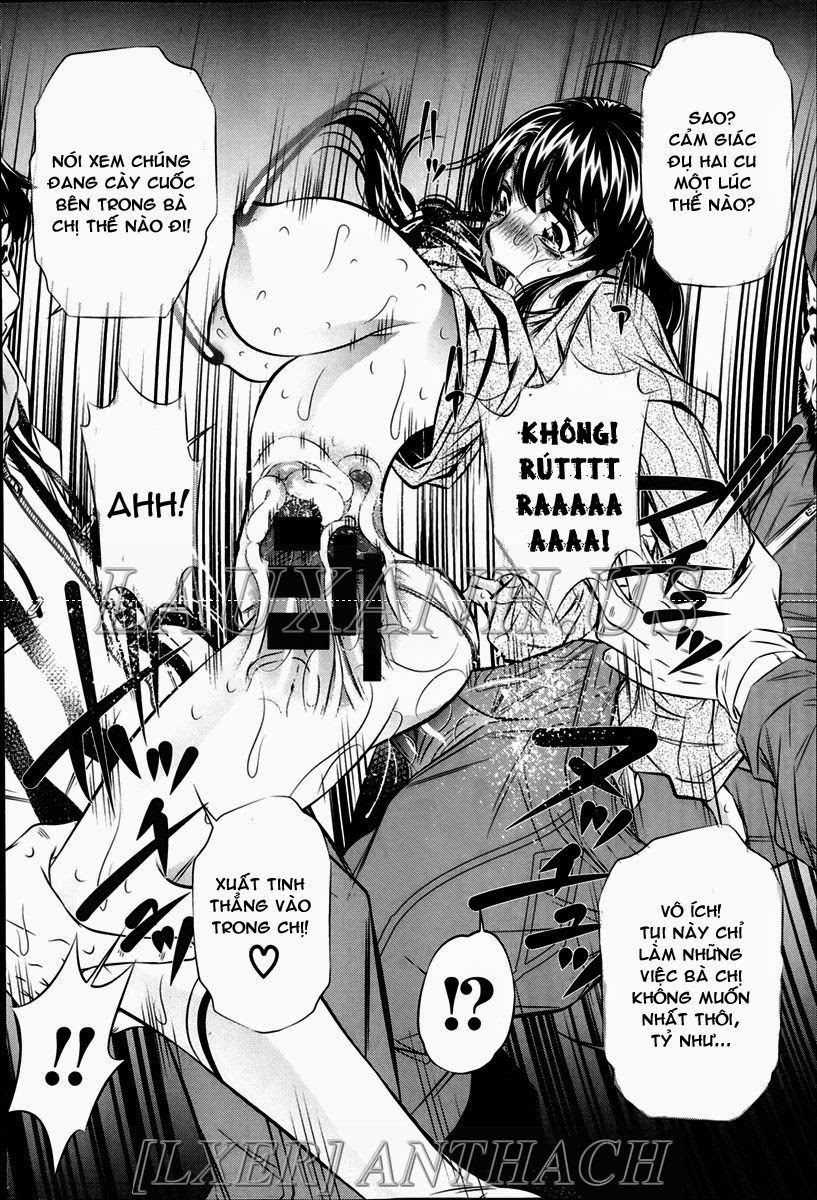 SAO?
CẢM GIÁC
ĐỤ HAI CU
MỘT LÚC
THẾ NÀO?
NÓI XEM CHÚNG
ĐANG CÀY CUỐC
BÊN TRONG BÀ
CHỊ THẾ NÀO ĐI!
KHÔNG!
RÚTTTT
RAAAAA
AAAA!
AHH!
LAUXANH.US
VÔ ÍCH!
TỤI NÀY CHỈ
LÀM NHỮNG
VIỆC BÀ CHỊ
KHÔNG MUỐN
NHẤT THÔI,
TỶ NHƯ...
XUẤT TINH
THẲNG VÀO
TRONG CHỊ!
♡
!?
!!
[LXER] ANTHACH